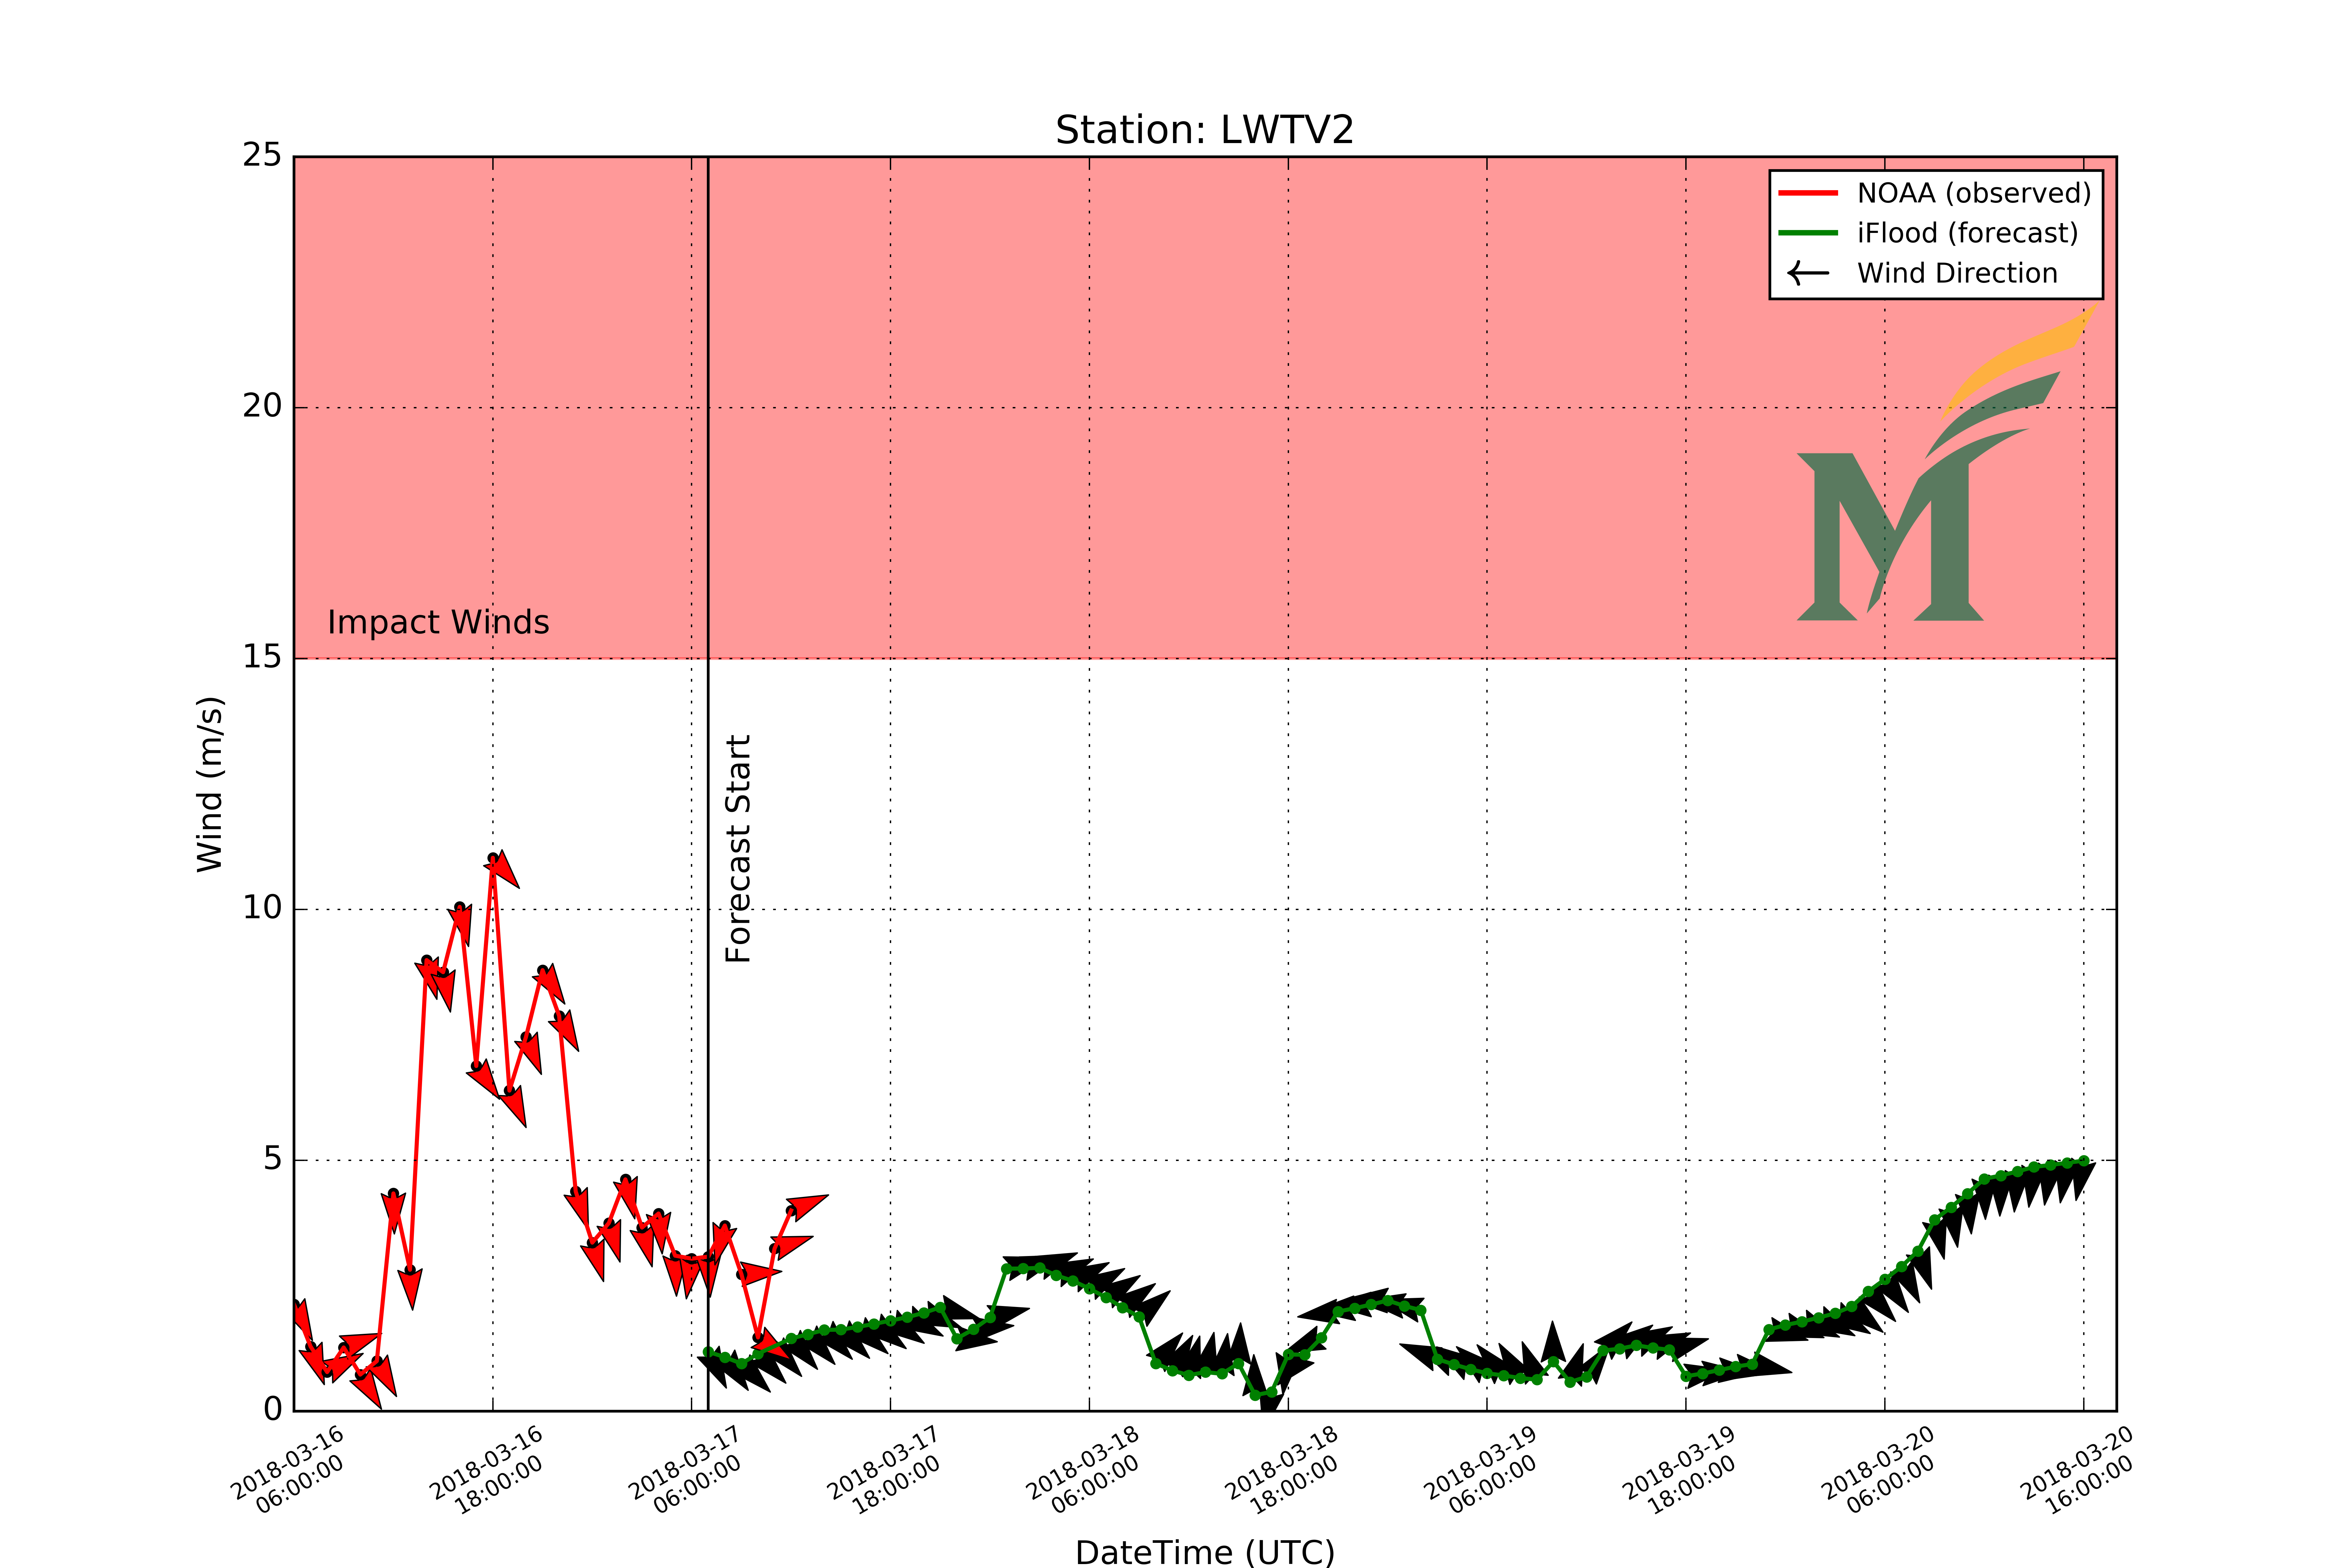 Station: LWTV2
25
20
15
10
5
0
Wind (m/s)
NOAA (observed)
iFlood (forecast)
Wind Direction
M
Impact Winds
Forecast Start
2018-03-16
06:00:00
2018-03-16
18:00:00
2018-03-17
06:00:00
2018-03-17
18:00:00
2018-03-18
06:00:00
2018-03-18
18:00:00
2018-03-19
06:00:00
2018-03-19
18:00:00
2018-03-20
06:00:00
2018-03-20
16:00:00
DateTime (UTC)